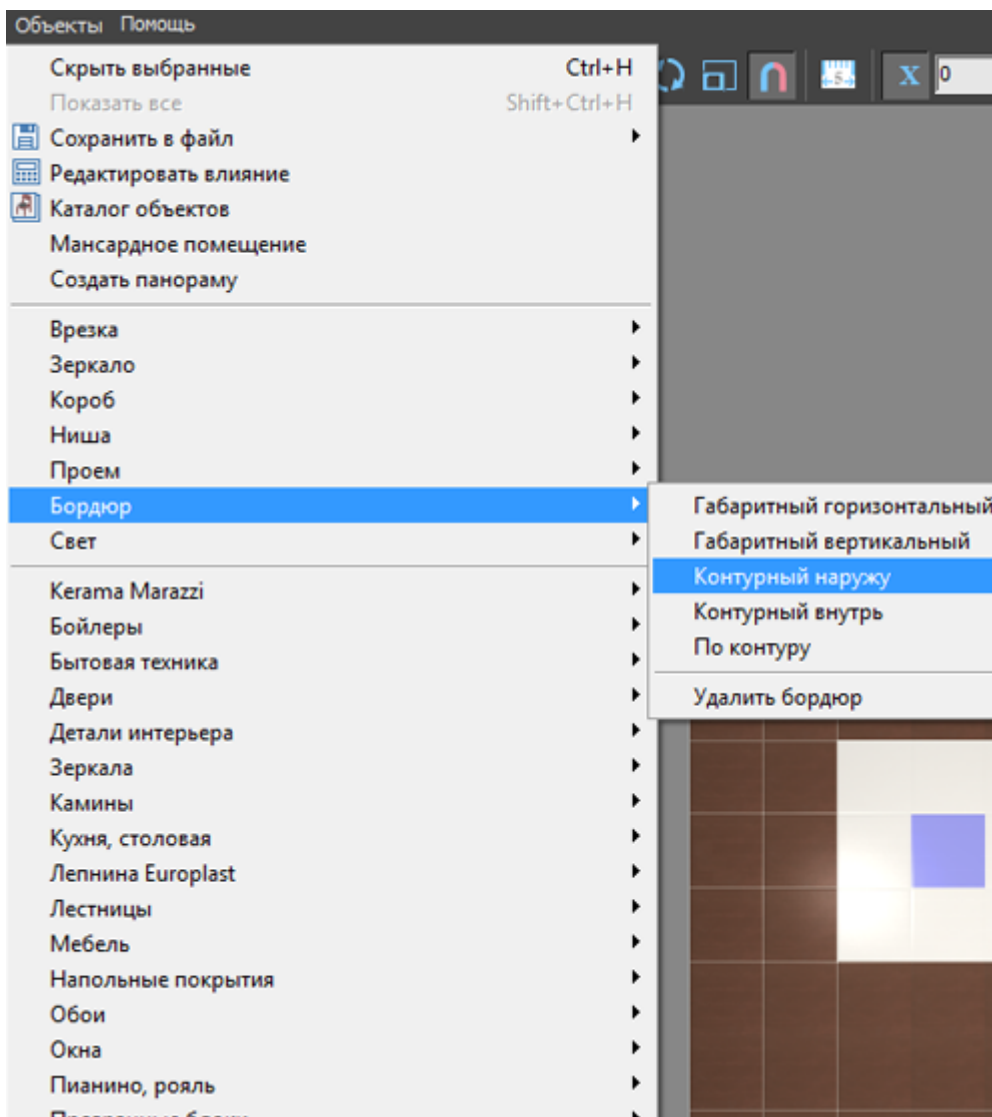 Объекты Помощь
Скрыть выбранные Ctrl+H
Показать все Shift+Ctrl+H
Сохранить в файл
Редактировать влияние
Каталог объектов
Мансардное помещение
Создать панораму
Врезка
Зеркало
Короб
Ниша
Проем
Бордюр
Свет
Kerama Marazzi
Бойлеры
Бытовая техника
Двери
Детали интерьера
Зеркала
Камины
Кухня, столовая
Лепнина Europlast
Лестницы
Мебель
Напольные покрытия
Обои
Окна
Пианино, рояль
Габаритный горизонтальный
Габаритный вертикальный
Контурный наружу
Контурный внутрь
По контуру
Удалить бордюр
5 X 0